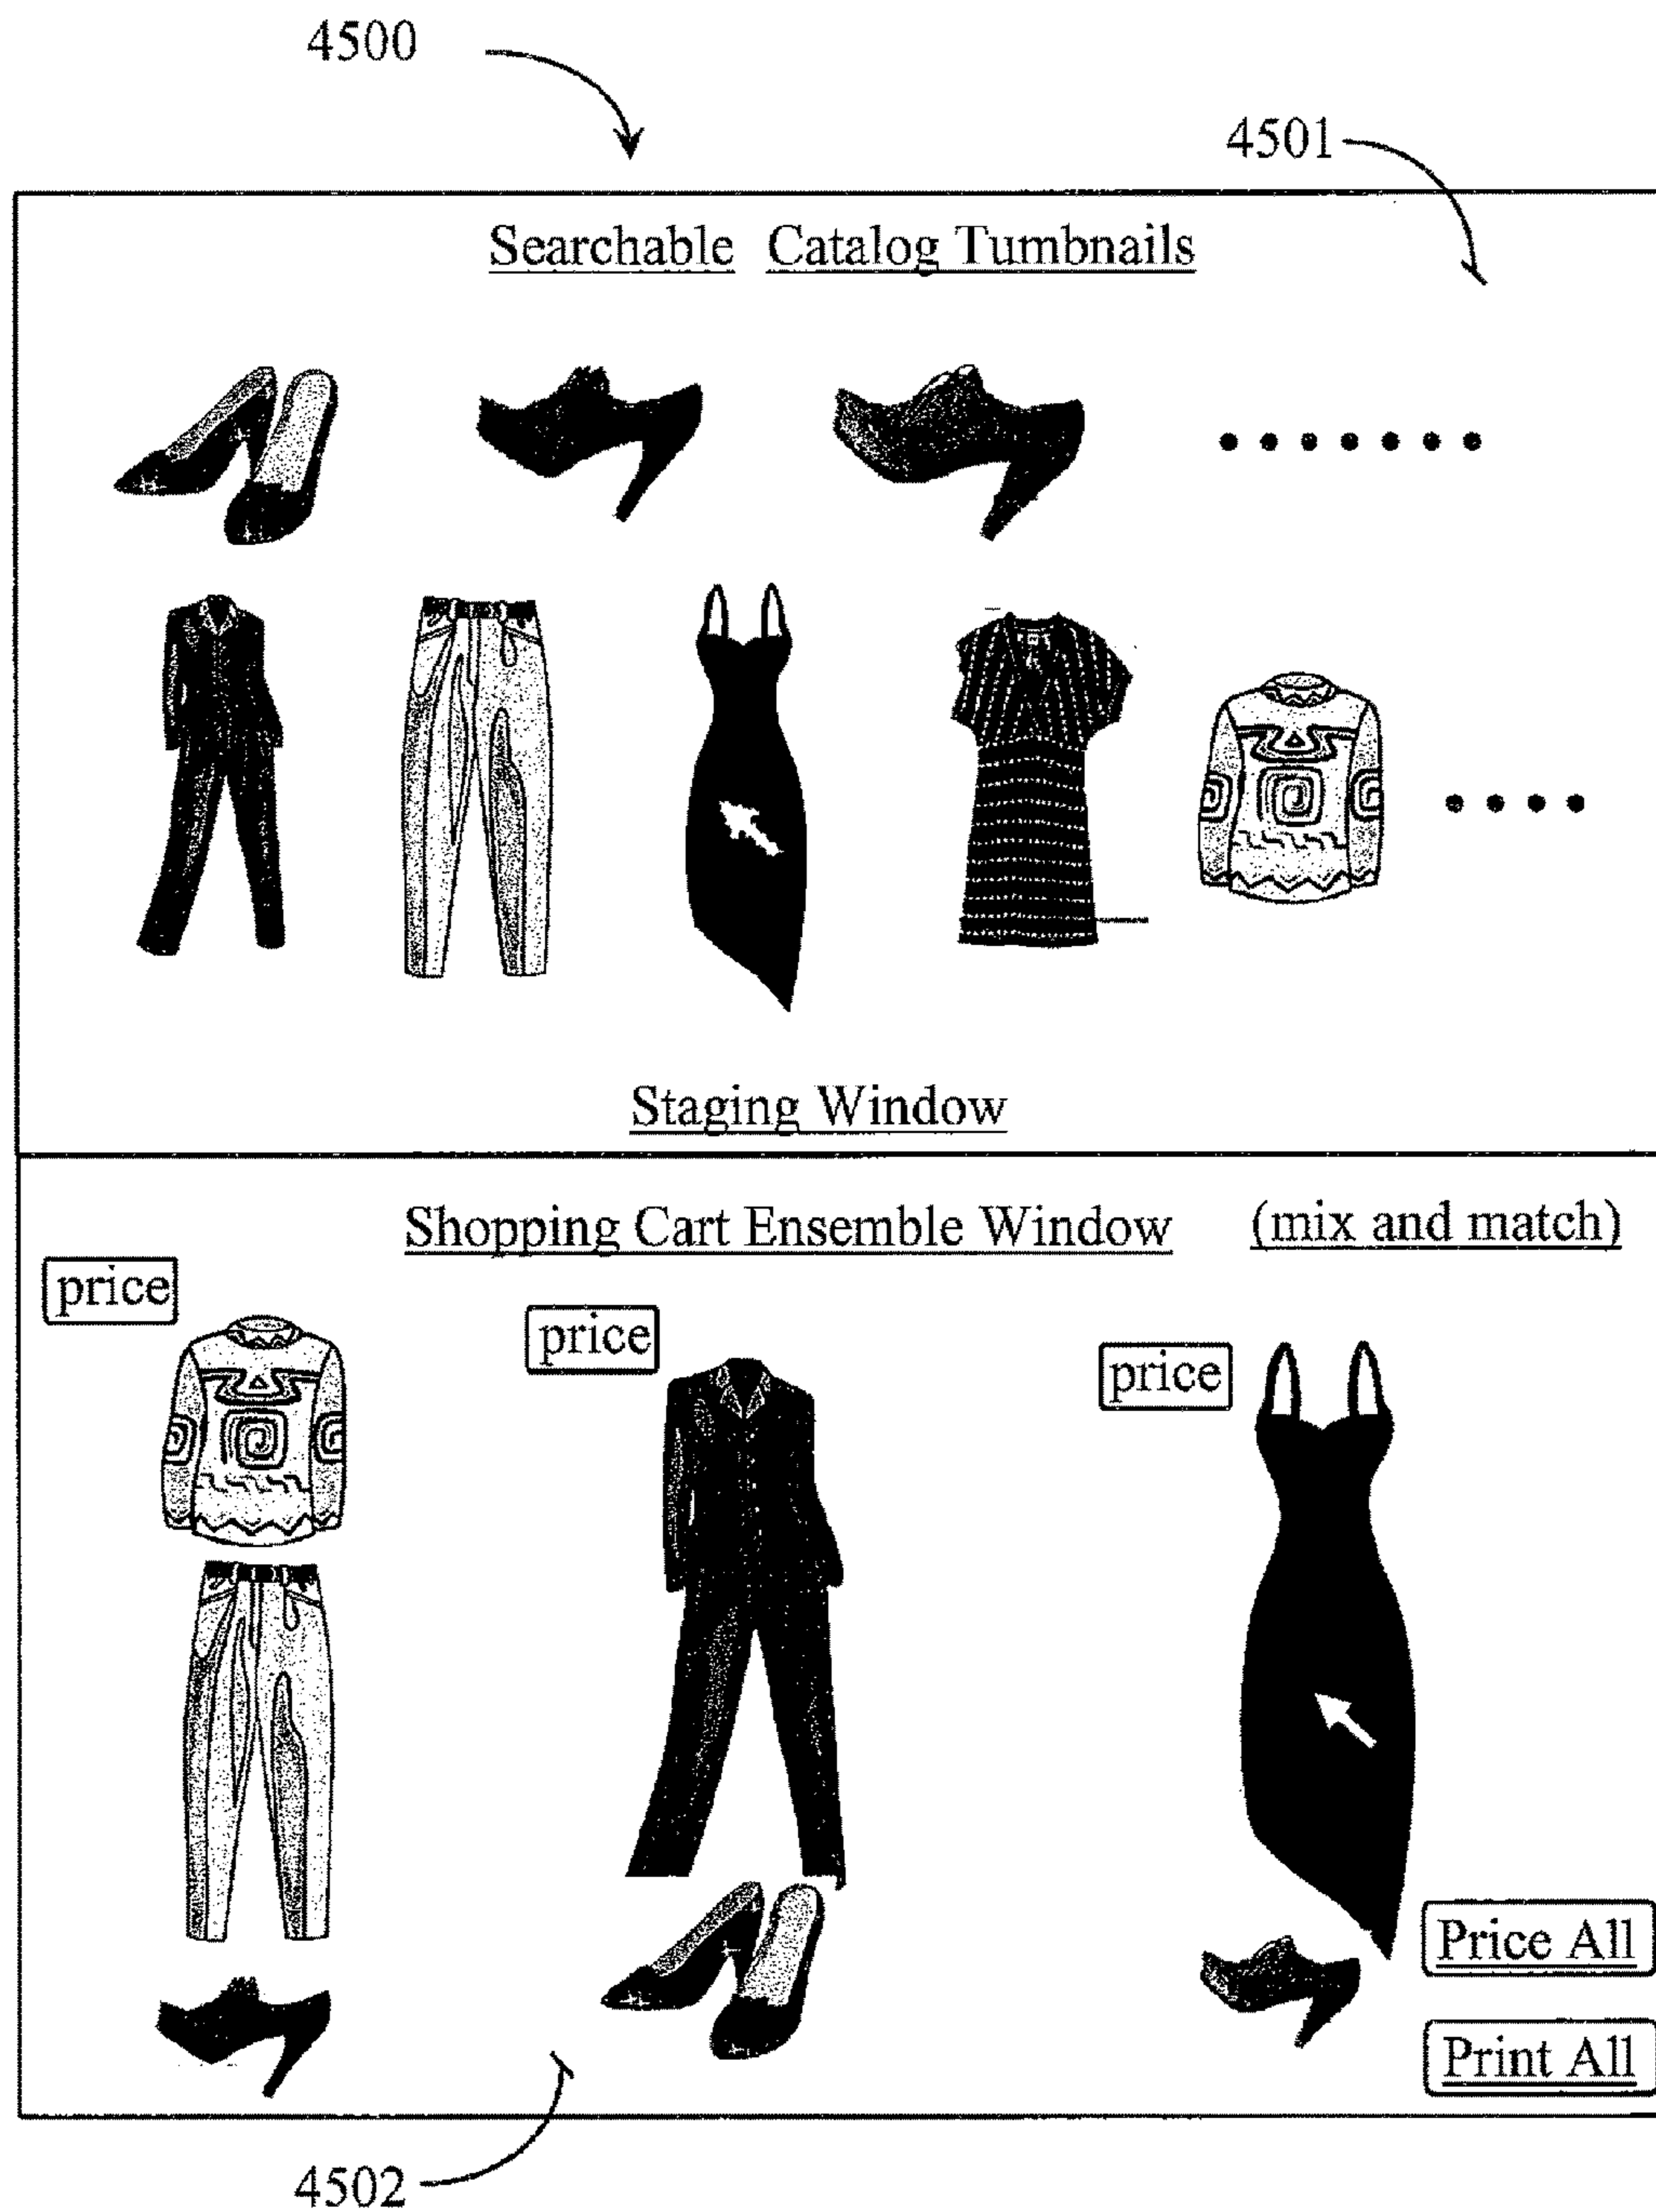 4500
4501
Searchable Catalog Tumbnails
Staging Window
Shopping Cart Ensemble Window (mix and match)
price
price
price
Price All
Print All
4502